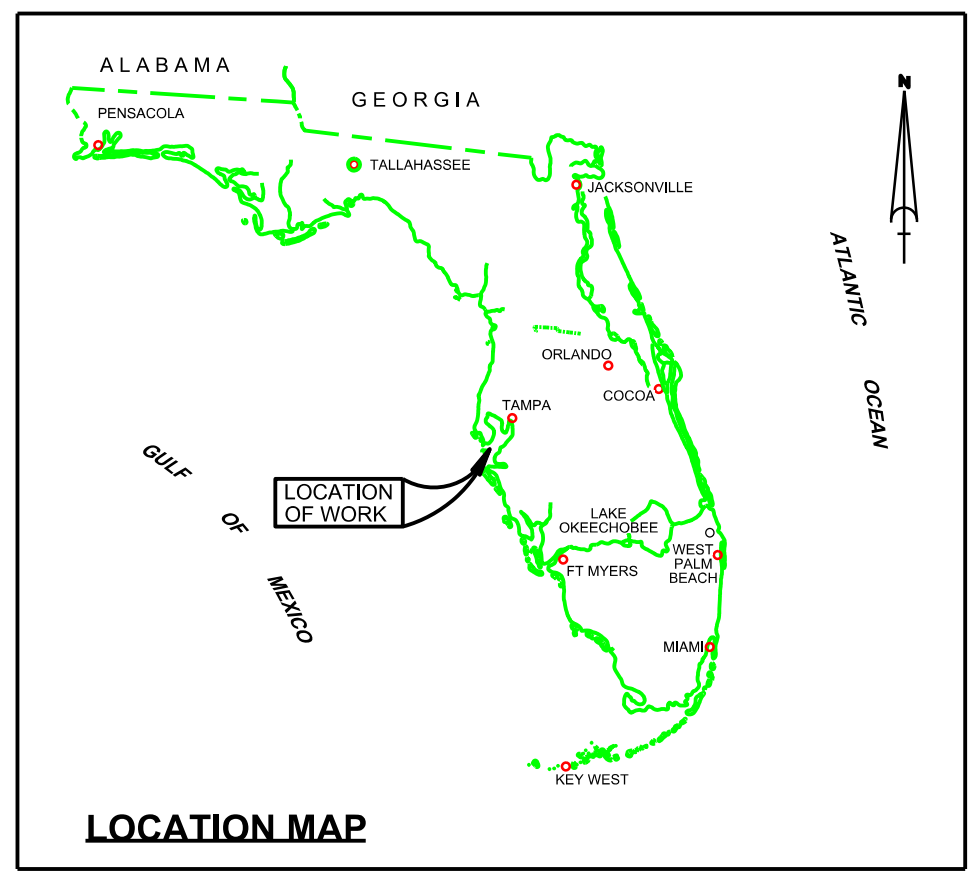 ALABAMA
GEORGIA
N
PENSACOLA
TALLAHASSEE
JACKSONVILLE
ATLANTIC
OCEAN
ORLANDO
COCOA
TAMPA
GULF
OF
MEXICO
LOCATION
OF WORK
LAKE
OKEECHOBEE
WEST
PALM
BEACH
FT MYERS
MIAMI
KEY WEST
LOCATION MAP